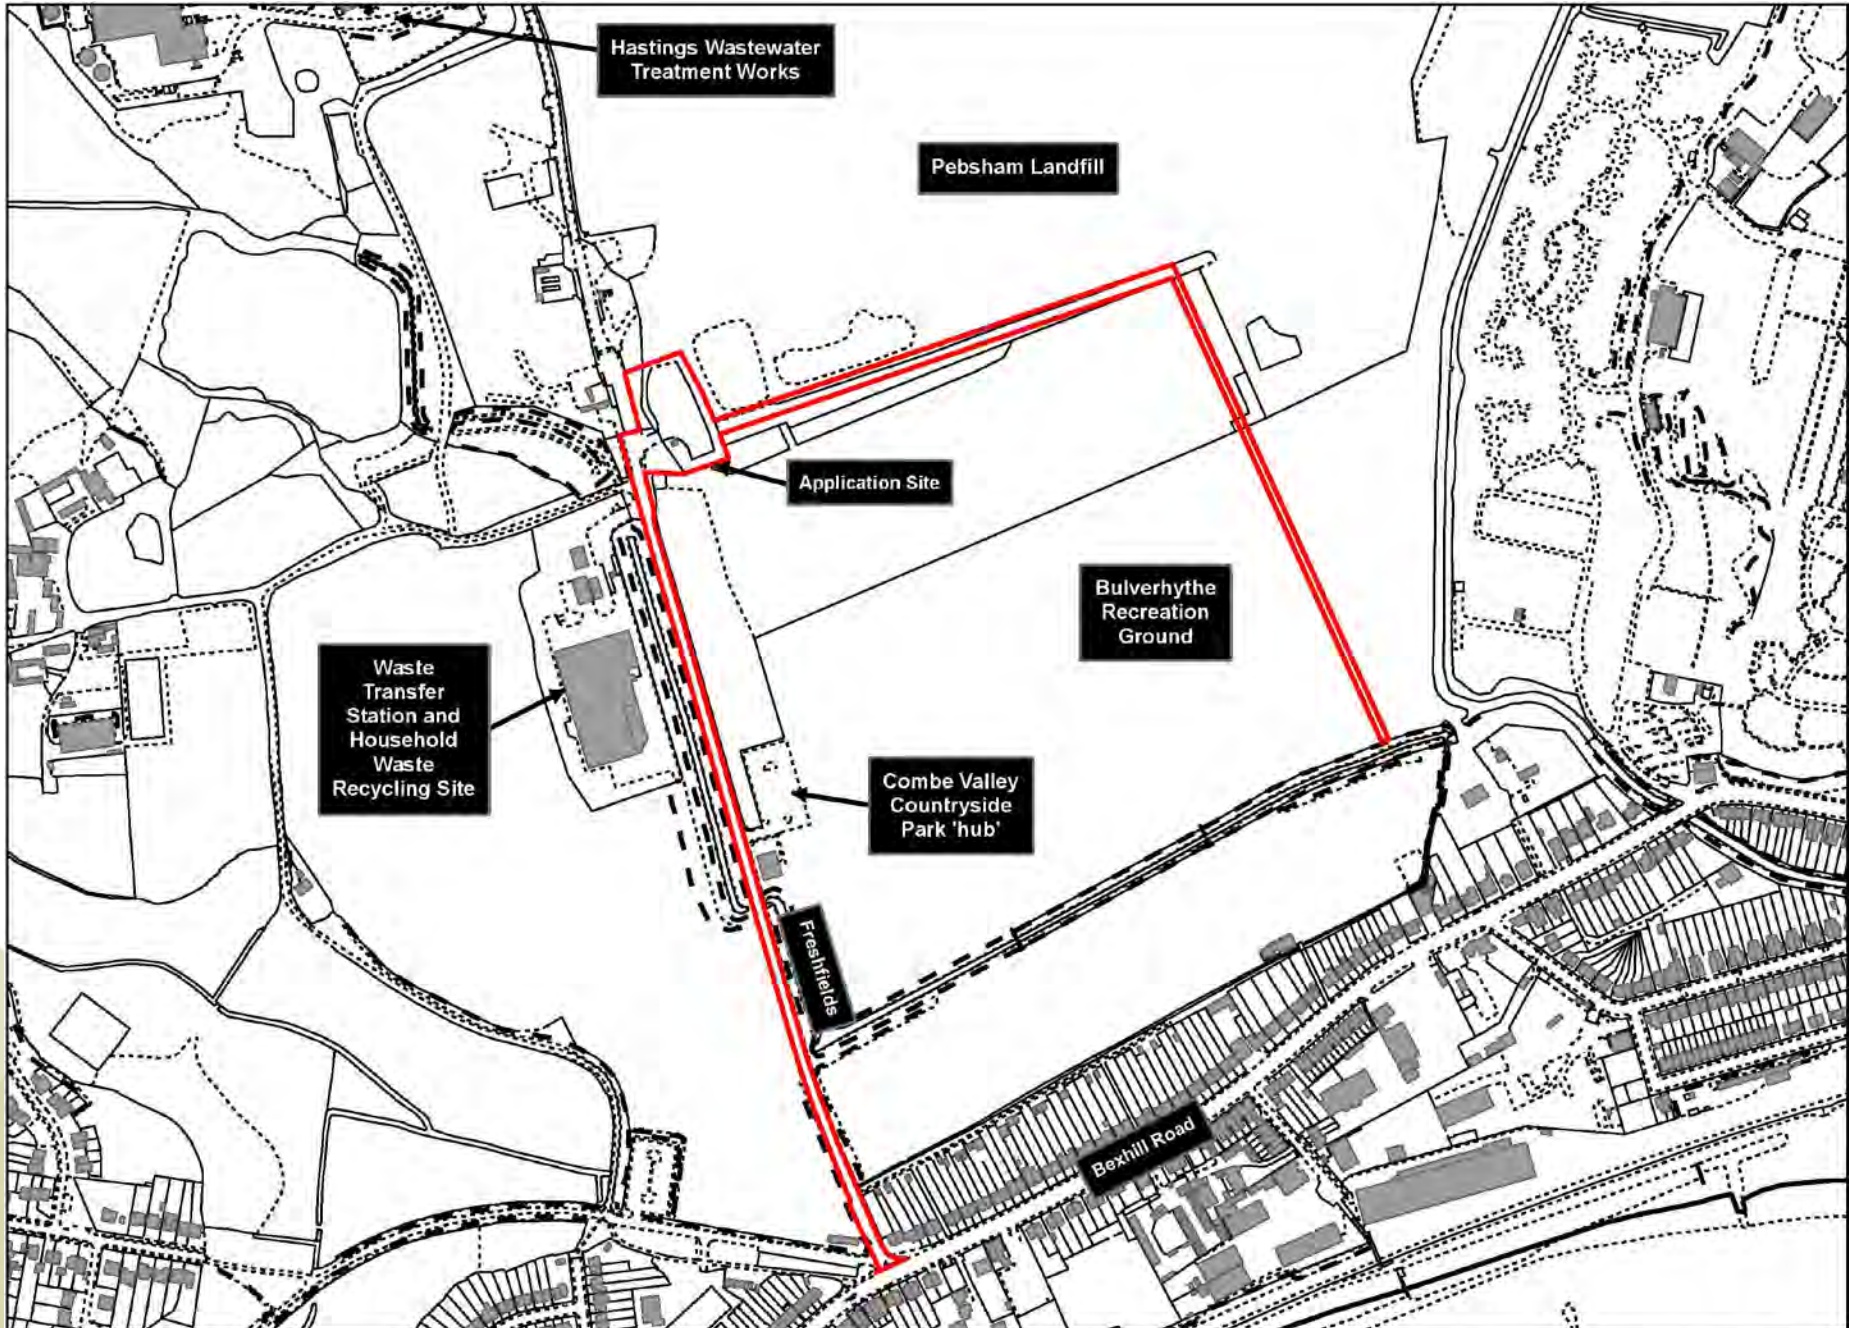 Hastings Wastewater
Treatment Works
Pebsham Landfill
Application Site
Bulverhythe
Recreation
Ground
Waste
Transfer
Station and
Household
Waste
Recycling Site
Combe Valley
Countryside
Park 'hub'
Freshfields
Bexhill Road